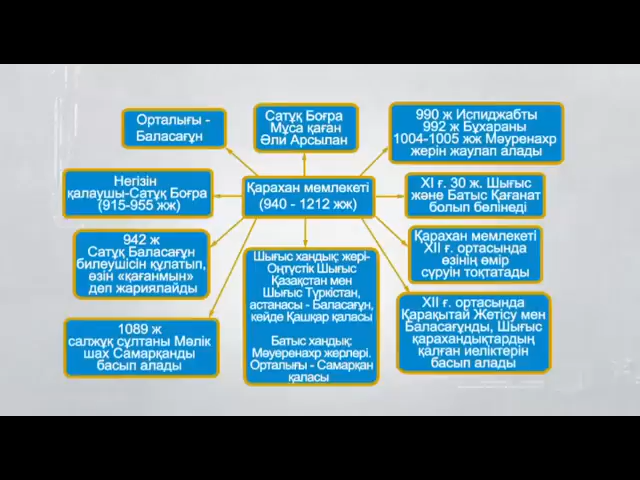 Орталығы -
Баласағұн
Сатұқ Боғра
Мұса қаған
Әли Арсылан
990 ж Испиджабты
992 ж Бұхараны
1004-1005 жж Мәуренахр
жерін жаулап алады
Негізін
қалаушы-Сатұқ Боғра
(915-955 жж)
Қарахан мемлекеті
(940 - 1212 жж)
XI ғ. 30 ж. Шығыс
және Батыс Қағанат
болып бөлінеді
942 ж
Сатұқ Баласағұн
билеушісін құлатып,
өзін «қағанмын»
деп жариялайды
Шығыс хандық: жері-
Оңтүстік Шығыс
Қазақстан мен
Шығыс Түркістан,
астанасы - Баласағұн,
кейде Қашқар қаласы
Батыс хандық:
Мәуеренахр жерлері.
Орталығы - Самарқан
қаласы
Қарахан мемлекеті
XII ғ. ортасында
өзінің өмір
сүруін тоқтатады
1089 ж
салжұқ сұлтаны Мәлік
шах Самарқанды
басып алады
XII ғ. ортасында
Қарақытай Жетісу мен
Баласағұнды, Шығыс
қарахандықтардың
қалған иеліктерін
басып алады